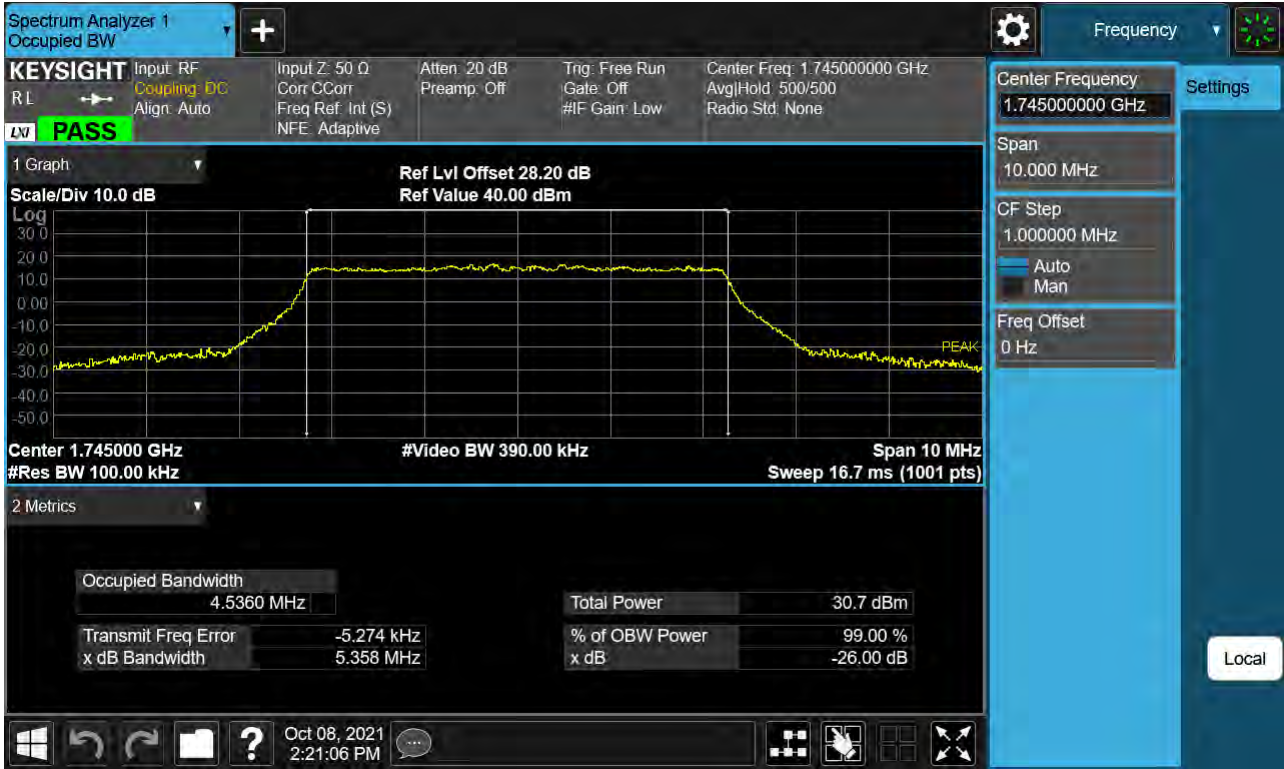 Spectrum Analyzer 1
Occupied BW
Frequency
KEYSIGHT
RL
LXI PASS
Input: RF
Coupling: DC
Align: Auto
Input Z: 50 Ω
Corr CCorr
Freq Ref: Int (S)
NFE: Adaptive
Atten: 20 dB
Preamp: Off
Trig: Free Run
Gate: Off
#IF Gain: Low
Center Freq: 1.745000000 GHz
Avg|Hold: 500/500
Radio Std: None
Center Frequency
1.745000000 GHz
Settings
Span
10.000 MHz
CF Step
1.000000 MHz
Auto
Man
Freq Offset
0 Hz
Local
1 Graph
Scale/Div 10.0 dB
Ref Lvl Offset 28.20 dB
Ref Value 40.00 dBm
Log
30.0
20.0
10.0
0.00
-10.0
-20.0
-30.0
-40.0
-50.0
PEAK
Center 1.745000 GHz
#Video BW 390.00 kHz
Span 10 MHz
#Res BW 100.00 kHz
Sweep 16.7 ms (1001 pts)
2 Metrics
Occupied Bandwidth
4.5360 MHz
Total Power 30.7 dBm
Transmit Freq Error -5.274 kHz
% of OBW Power 99.00 %
x dB Bandwidth 5.358 MHz
x dB -26.00 dB
?
Oct 08, 2021
2:21:06 PM